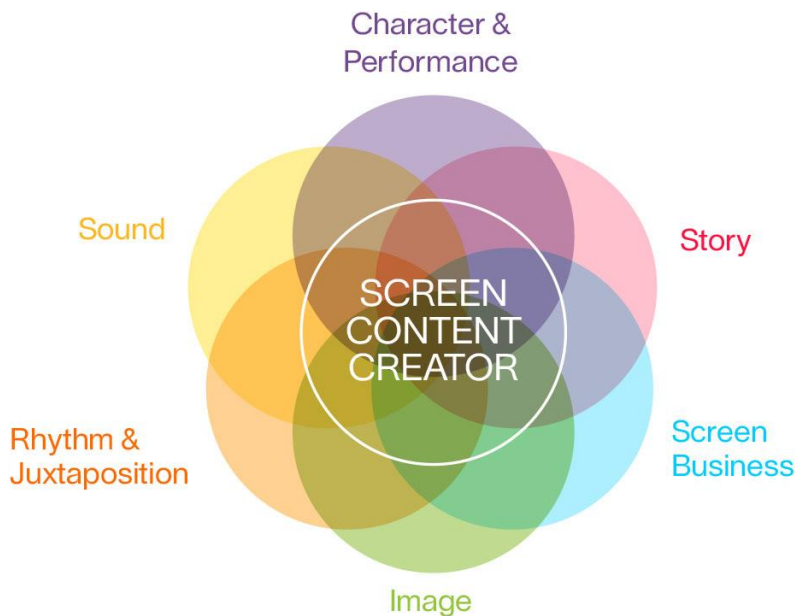 Character &
Performance
Sound
Story
SCREEN
CONTENT
CREATOR
Rhythm &
Juxtaposition
Screen
Business
Image